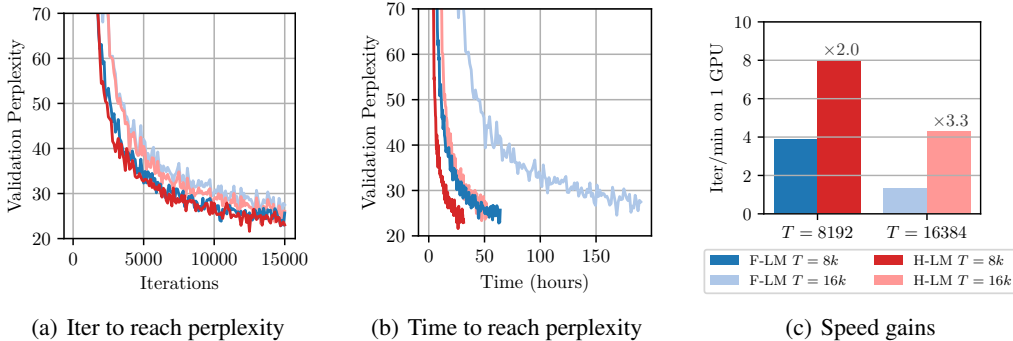 Validation Perplexity
70
60
50
40
30
20
0
5000
10000
15000
Iterations
(a) Iter to reach perplexity
Validation Perplexity
70
60
50
40
30
20
0
50
100
150
Time (hours)
(b) Time to reach perplexity
Iter/min on 1 GPU
10
8
6
4
2
0
×2.0
×3.3
T = 8192
T = 16384
F-LM T = 8k
H-LM T = 8k
F-LM T = 16k
H-LM T = 16k
(c) Speed gains